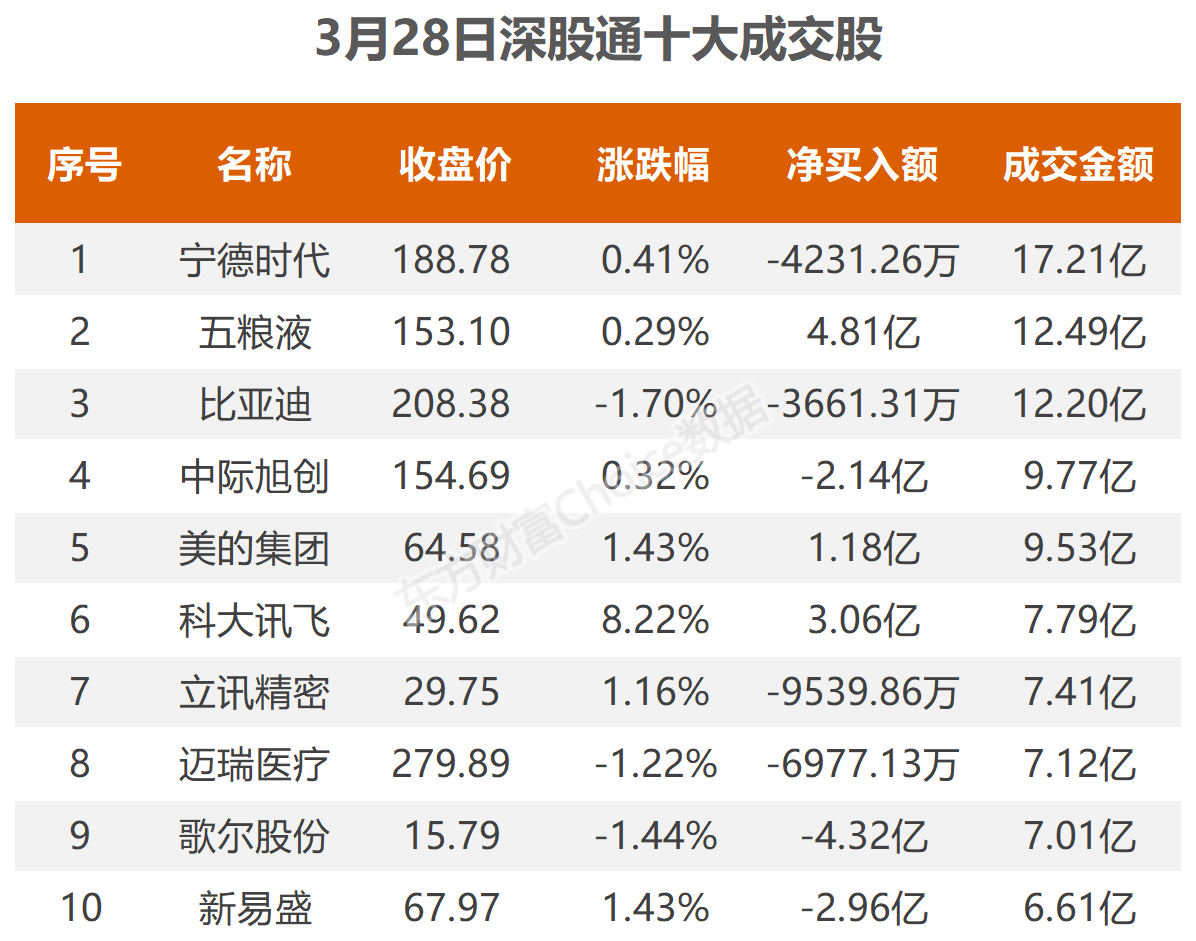 3月28日深股通十大成交股
序号 名称 收盘价 涨跌幅 净买入额 成交金额
1 宁德时代 188.78 0.41% -4231.26万 17.21亿
2 五粮液 153.10 0.29% 4.81亿 12.49亿
3 比亚迪 208.38 -1.70% -3661.31万 12.20亿
4 中际旭创 154.69 0.32% -2.14亿 9.77亿
5 美的集团 64.58 1.43% 1.18亿 9.53亿
6 科大讯飞 49.62 8.22% 3.06亿 7.79亿
7 立讯精密 29.75 1.16% -9539.86万 7.41亿
8 迈瑞医疗 279.89 -1.22% -6977.13万 7.12亿
9 歌尔股份 15.79 -1.44% -4.32亿 7.01亿
10 新易盛 67.97 1.43% -2.96亿 6.61亿
东方财富Choice数据